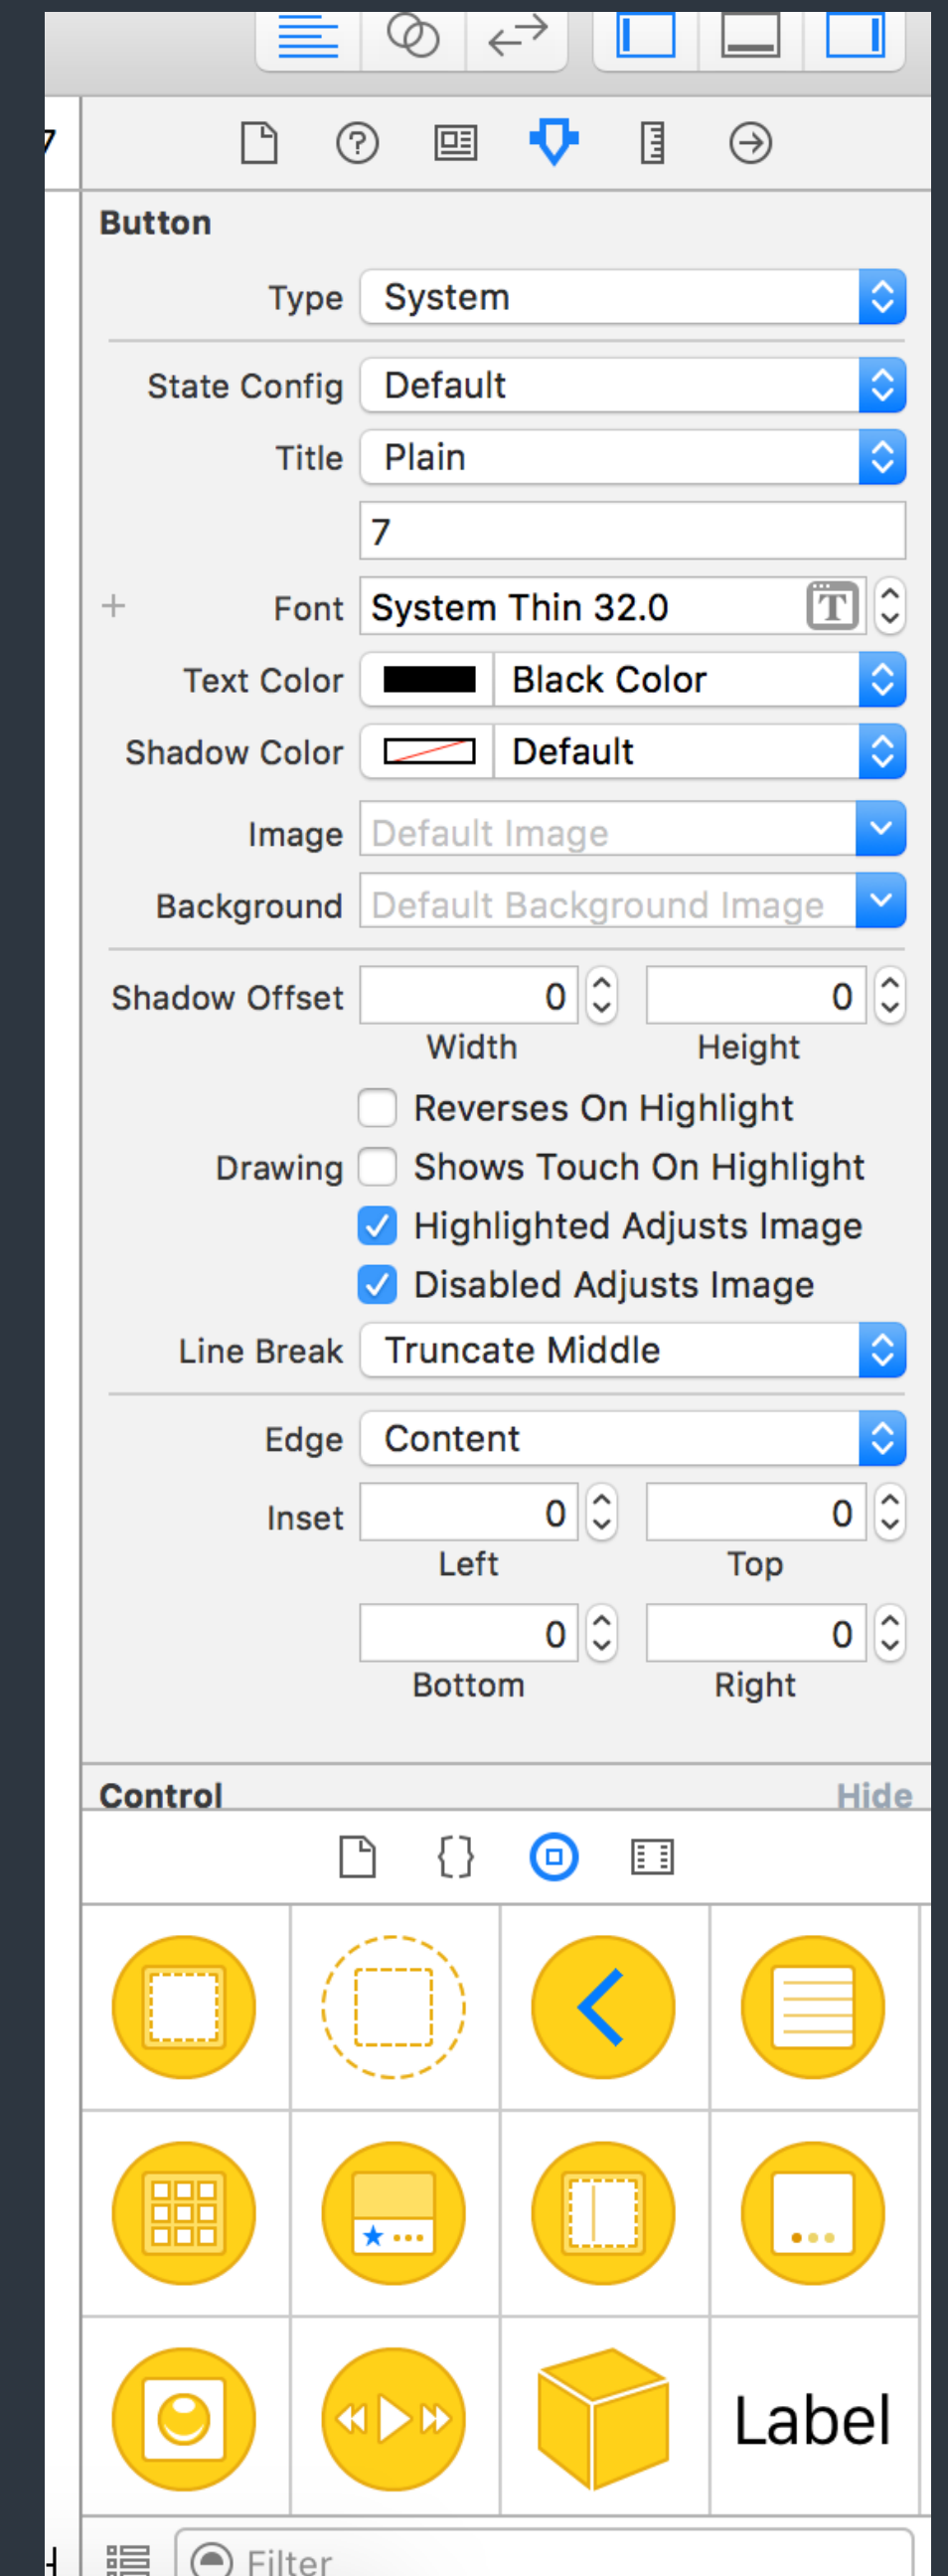 7
Button
Type System
State Config Default
Title Plain
7
+ Font System Thin 32.0 T
Text Color Black Color
Shadow Color Default
Image Default Image
Background Default Background Image
Shadow Offset 0 0
Width Height
Reverses On Highlight
Drawing Shows Touch On Highlight
Highlighted Adjusts Image
Disabled Adjusts Image
Line Break Truncate Middle
Edge Content
Inset 0 0
Left Top
0 0
Bottom Right
Control Hide
{}
Label
Filter